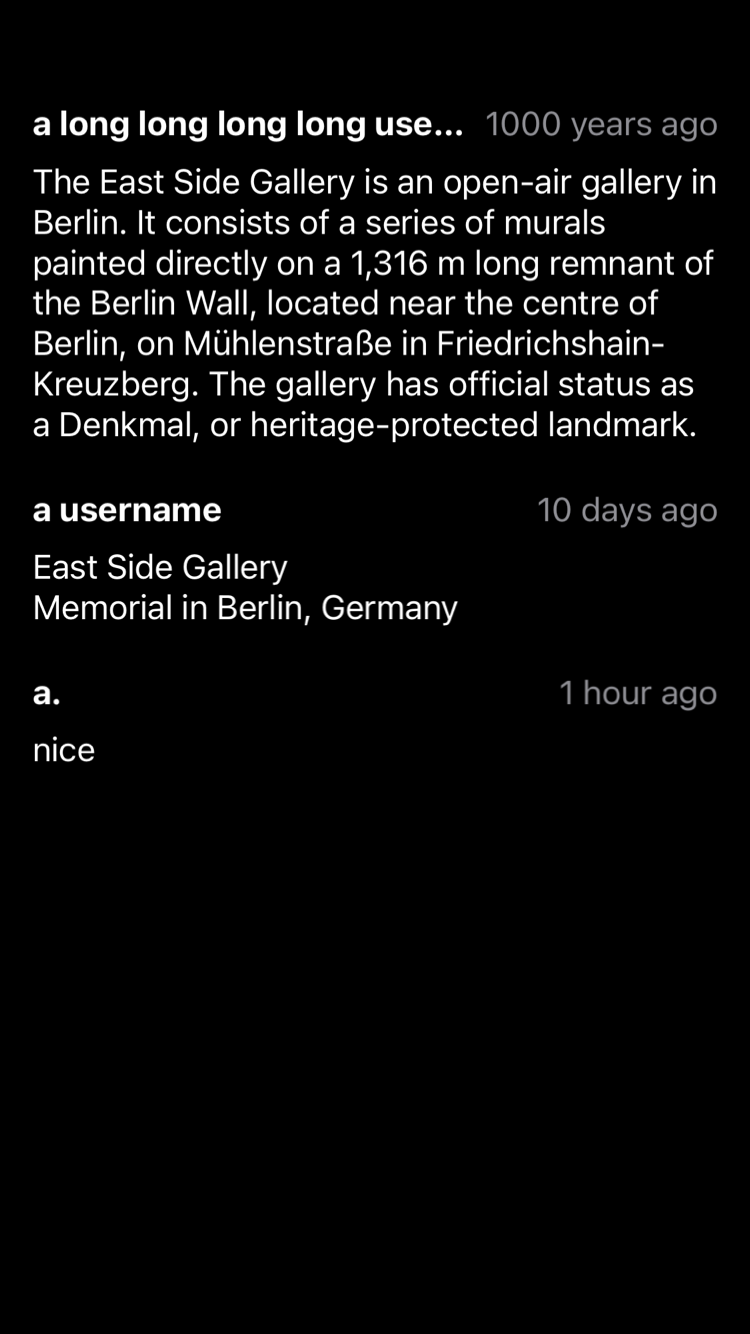 a long long long long use... 1000 years ago
The East Side Gallery is an open-air gallery in
Berlin. It consists of a series of murals
painted directly on a 1,316 m long remnant of
the Berlin Wall, located near the centre of
Berlin, on Mühlenstraße in Friedrichshain-
Kreuzberg. The gallery has official status as
a Denkmal, or heritage-protected landmark.
a username 10 days ago
East Side Gallery
Memorial in Berlin, Germany
a. 1 hour ago
nice